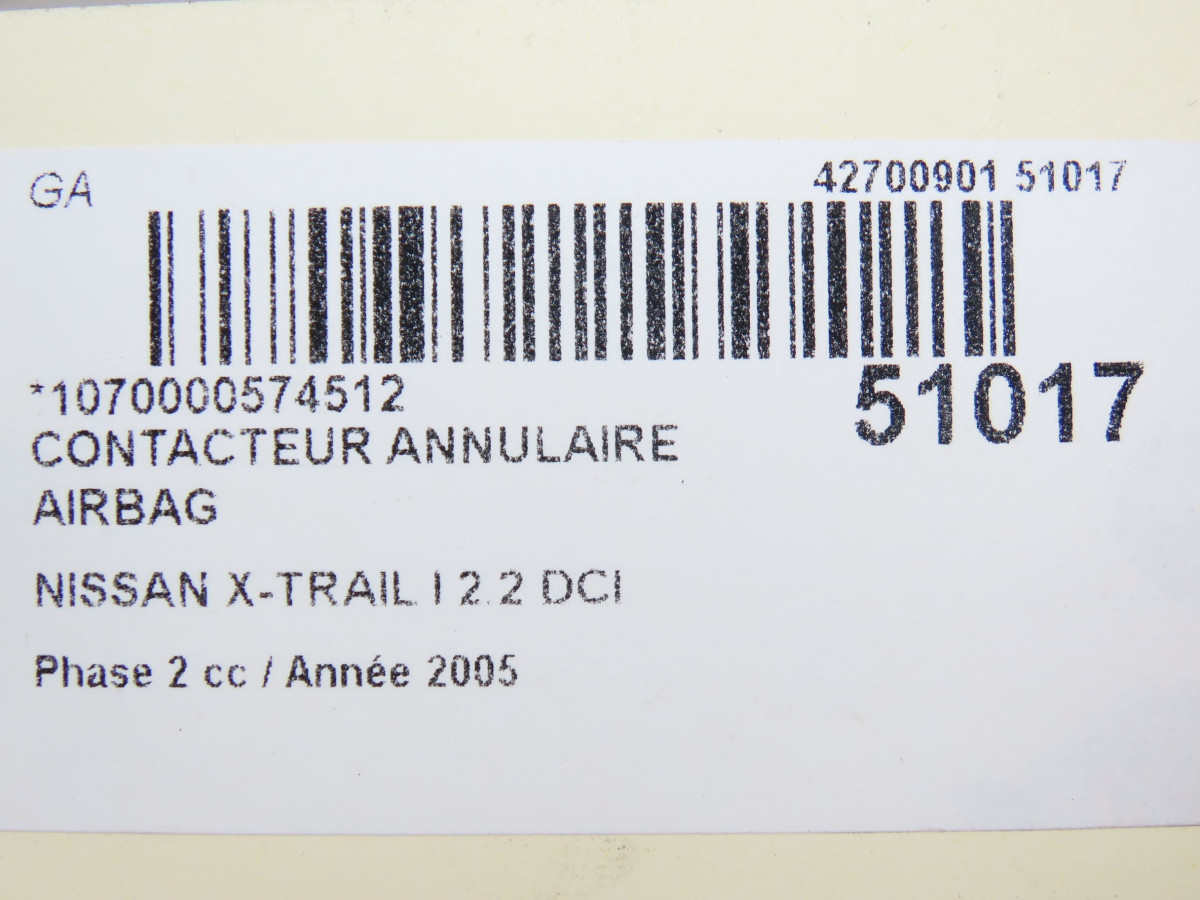 GA
42700901 51017
*1070000574512
51017
CONTACTEUR ANNULAIRE
AIRBAG
NISSAN X-TRAIL I 2.2 DCI
Phase 2 cc / Année 2005